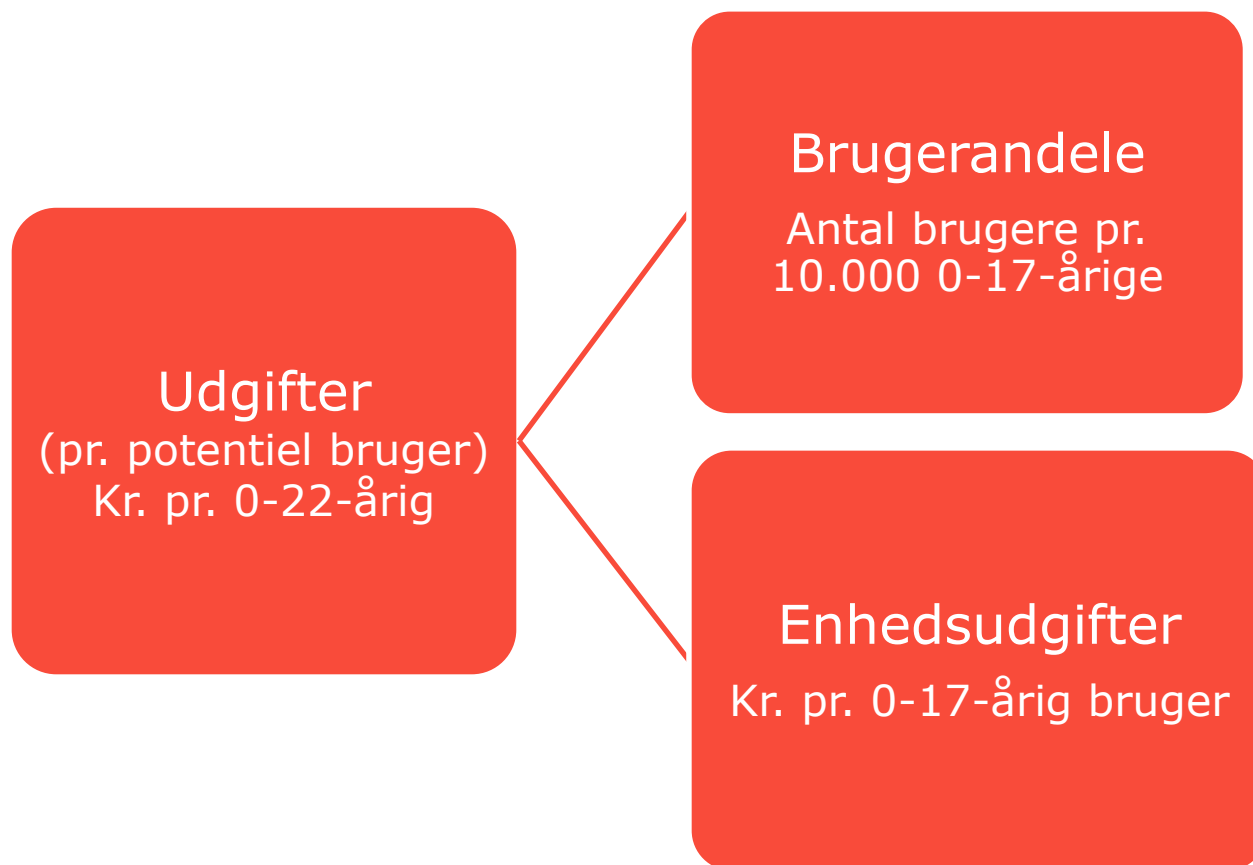 Udgifter
(pr. potentiel bruger)
Kr. pr. 0-22-årig
Brugerandele
Antal brugere pr.
10.000 0-17-årige
Enhedsudgifter
Kr. pr. 0-17-årig bruger